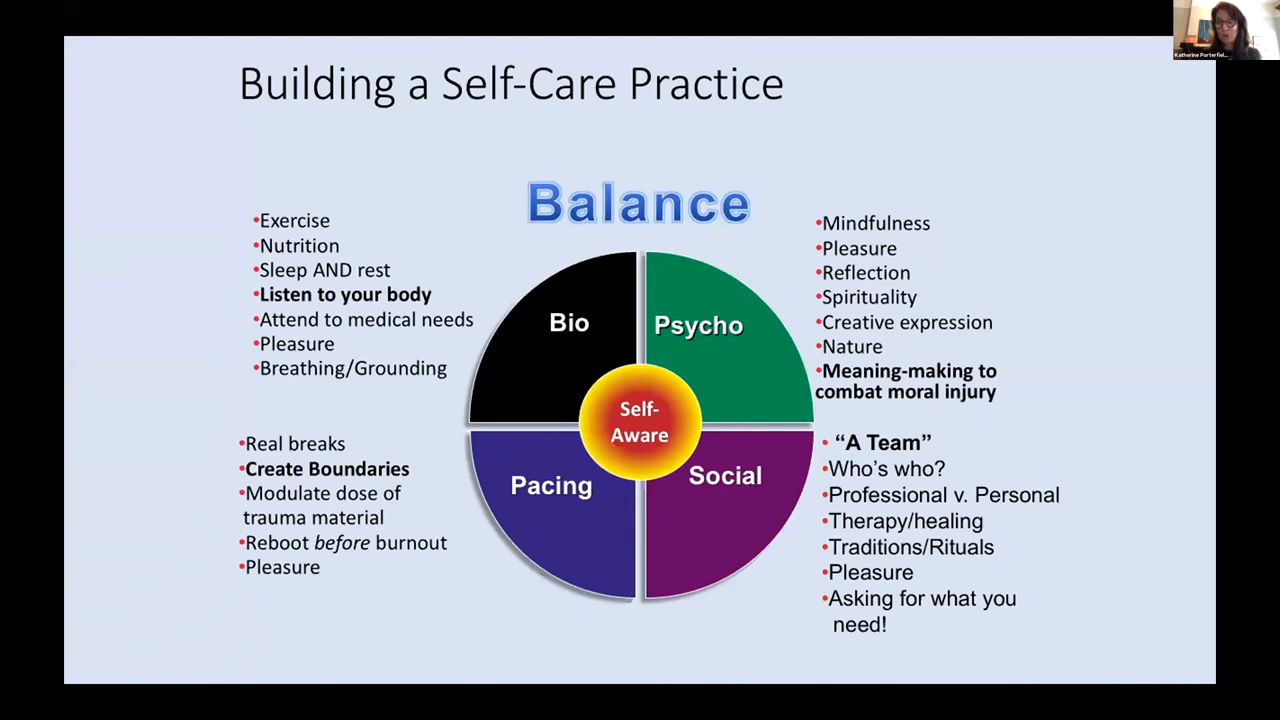 Katherine Porterfiel...
Building a Self-Care Practice
Balance
•Exercise
•Nutrition
•Sleep AND rest
•Listen to your body
•Attend to medical needs
•Pleasure
•Breathing/Grounding
Bio
Psycho
•Mindfulness
•Pleasure
•Reflection
•Spirituality
•Creative expression
•Nature
•Meaning-making to
combat moral injury
Self-
Aware
•Real breaks
•Create Boundaries
•Modulate dose of
trauma material
•Reboot before burnout
•Pleasure
Pacing
Social
• “A Team”
•Who’s who?
•Professional v. Personal
•Therapy/healing
•Traditions/Rituals
•Pleasure
•Asking for what you
need!